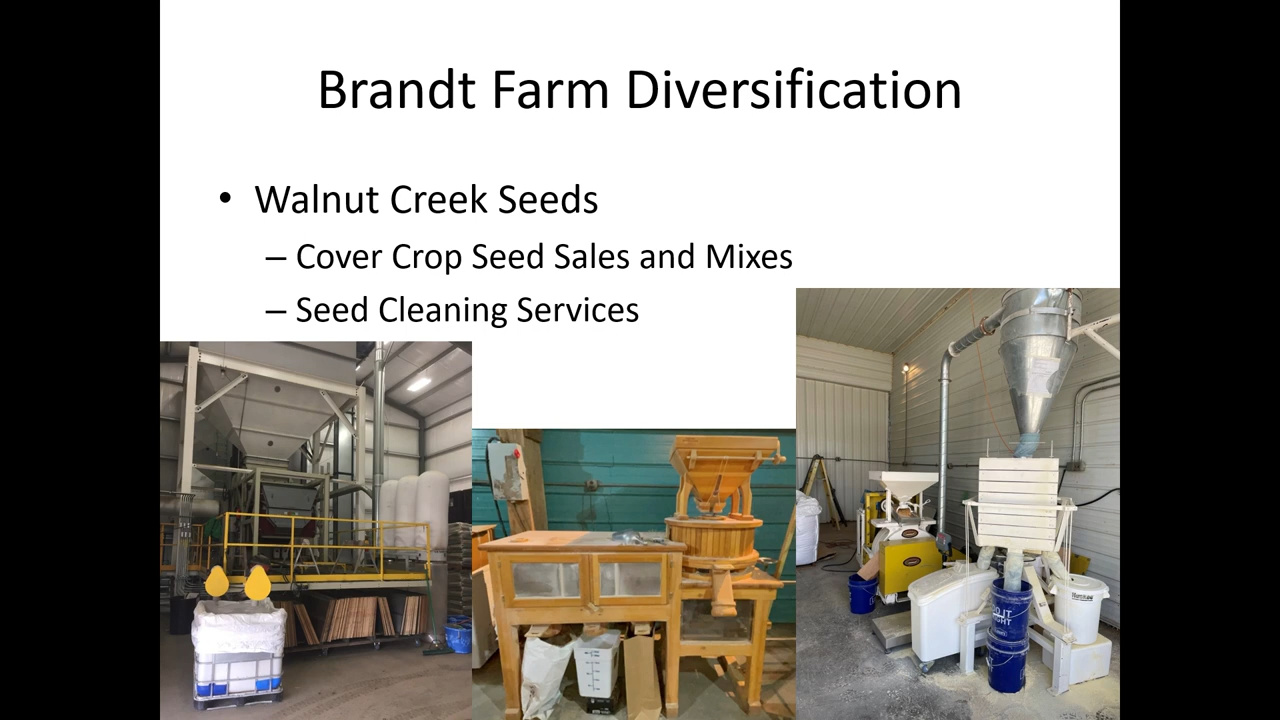 Brandt Farm Diversification
• Walnut Creek Seeds
– Cover Crop Seed Sales and Mixes
– Seed Cleaning Services